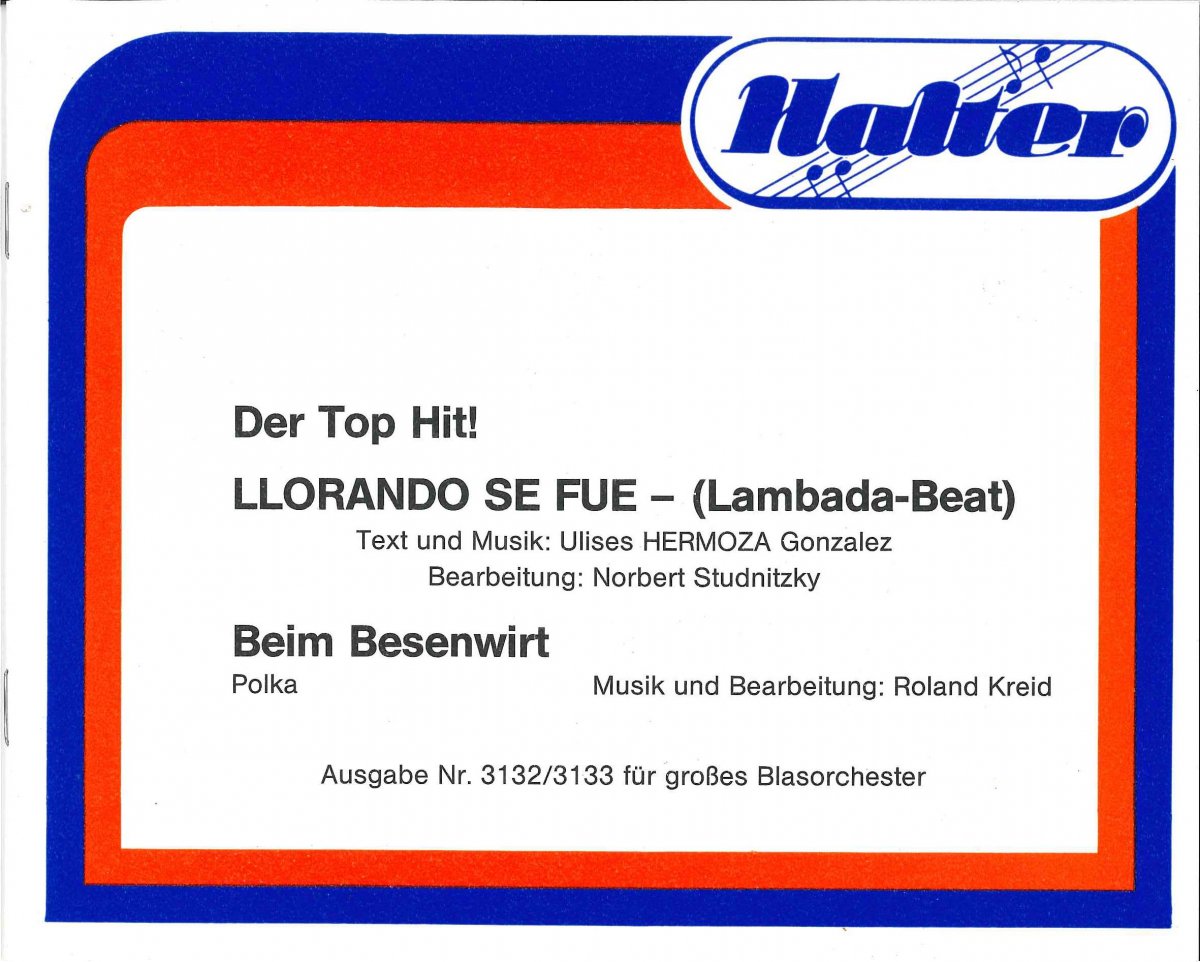 Halter
Der Top Hit!
LLORANDO SE FUE – (Lambada-Beat)
Text und Musik: Ulises HERMOZA Gonzalez
Bearbeitung: Norbert Studnitzky
Beim Besenwirt
Polka
Musik und Bearbeitung: Roland Kreid
Ausgabe Nr. 3132/3133 für großes Blasorchester